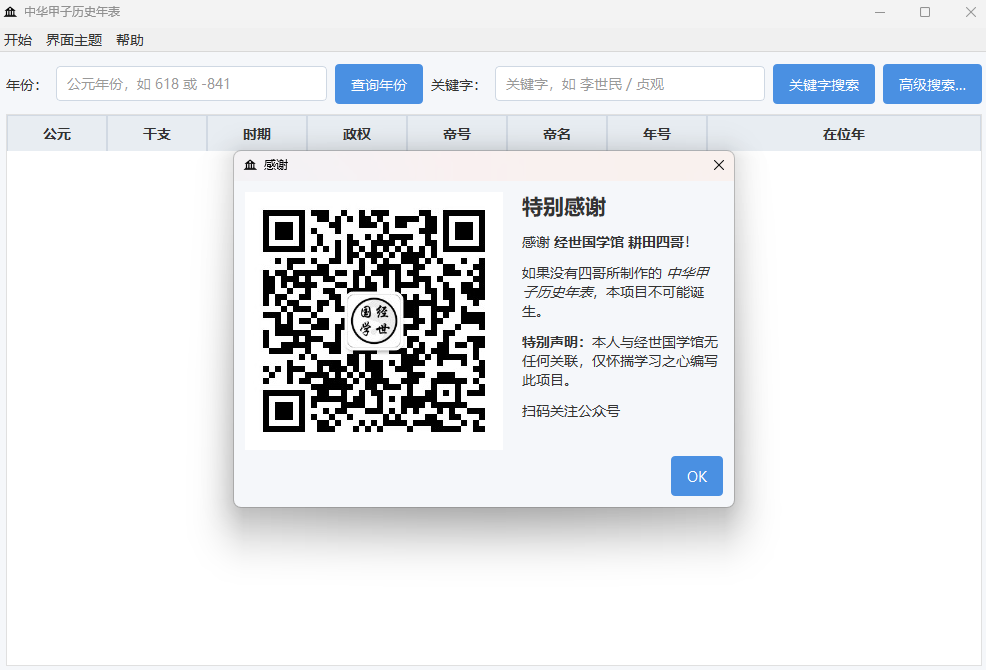 中华甲子历史年表
开始 界面主题 帮助
年份： 公元年份，如 618 或 -841 查询年份 关键字： 关键字，如 李世民 / 贞观 关键字搜索 高级搜索...
公元 干支 时期 政权 帝号 帝名 年号 在位年
感谢
国经
学世
特别感谢
感谢 经世国学馆 耕田四哥！
如果没有四哥所制作的 中华甲
子历史年表，本项目不可能诞
生。
特别声明：本人与经世国学馆无
任何关联，仅怀揣学习之心编写
此项目。
扫码关注公众号
OK